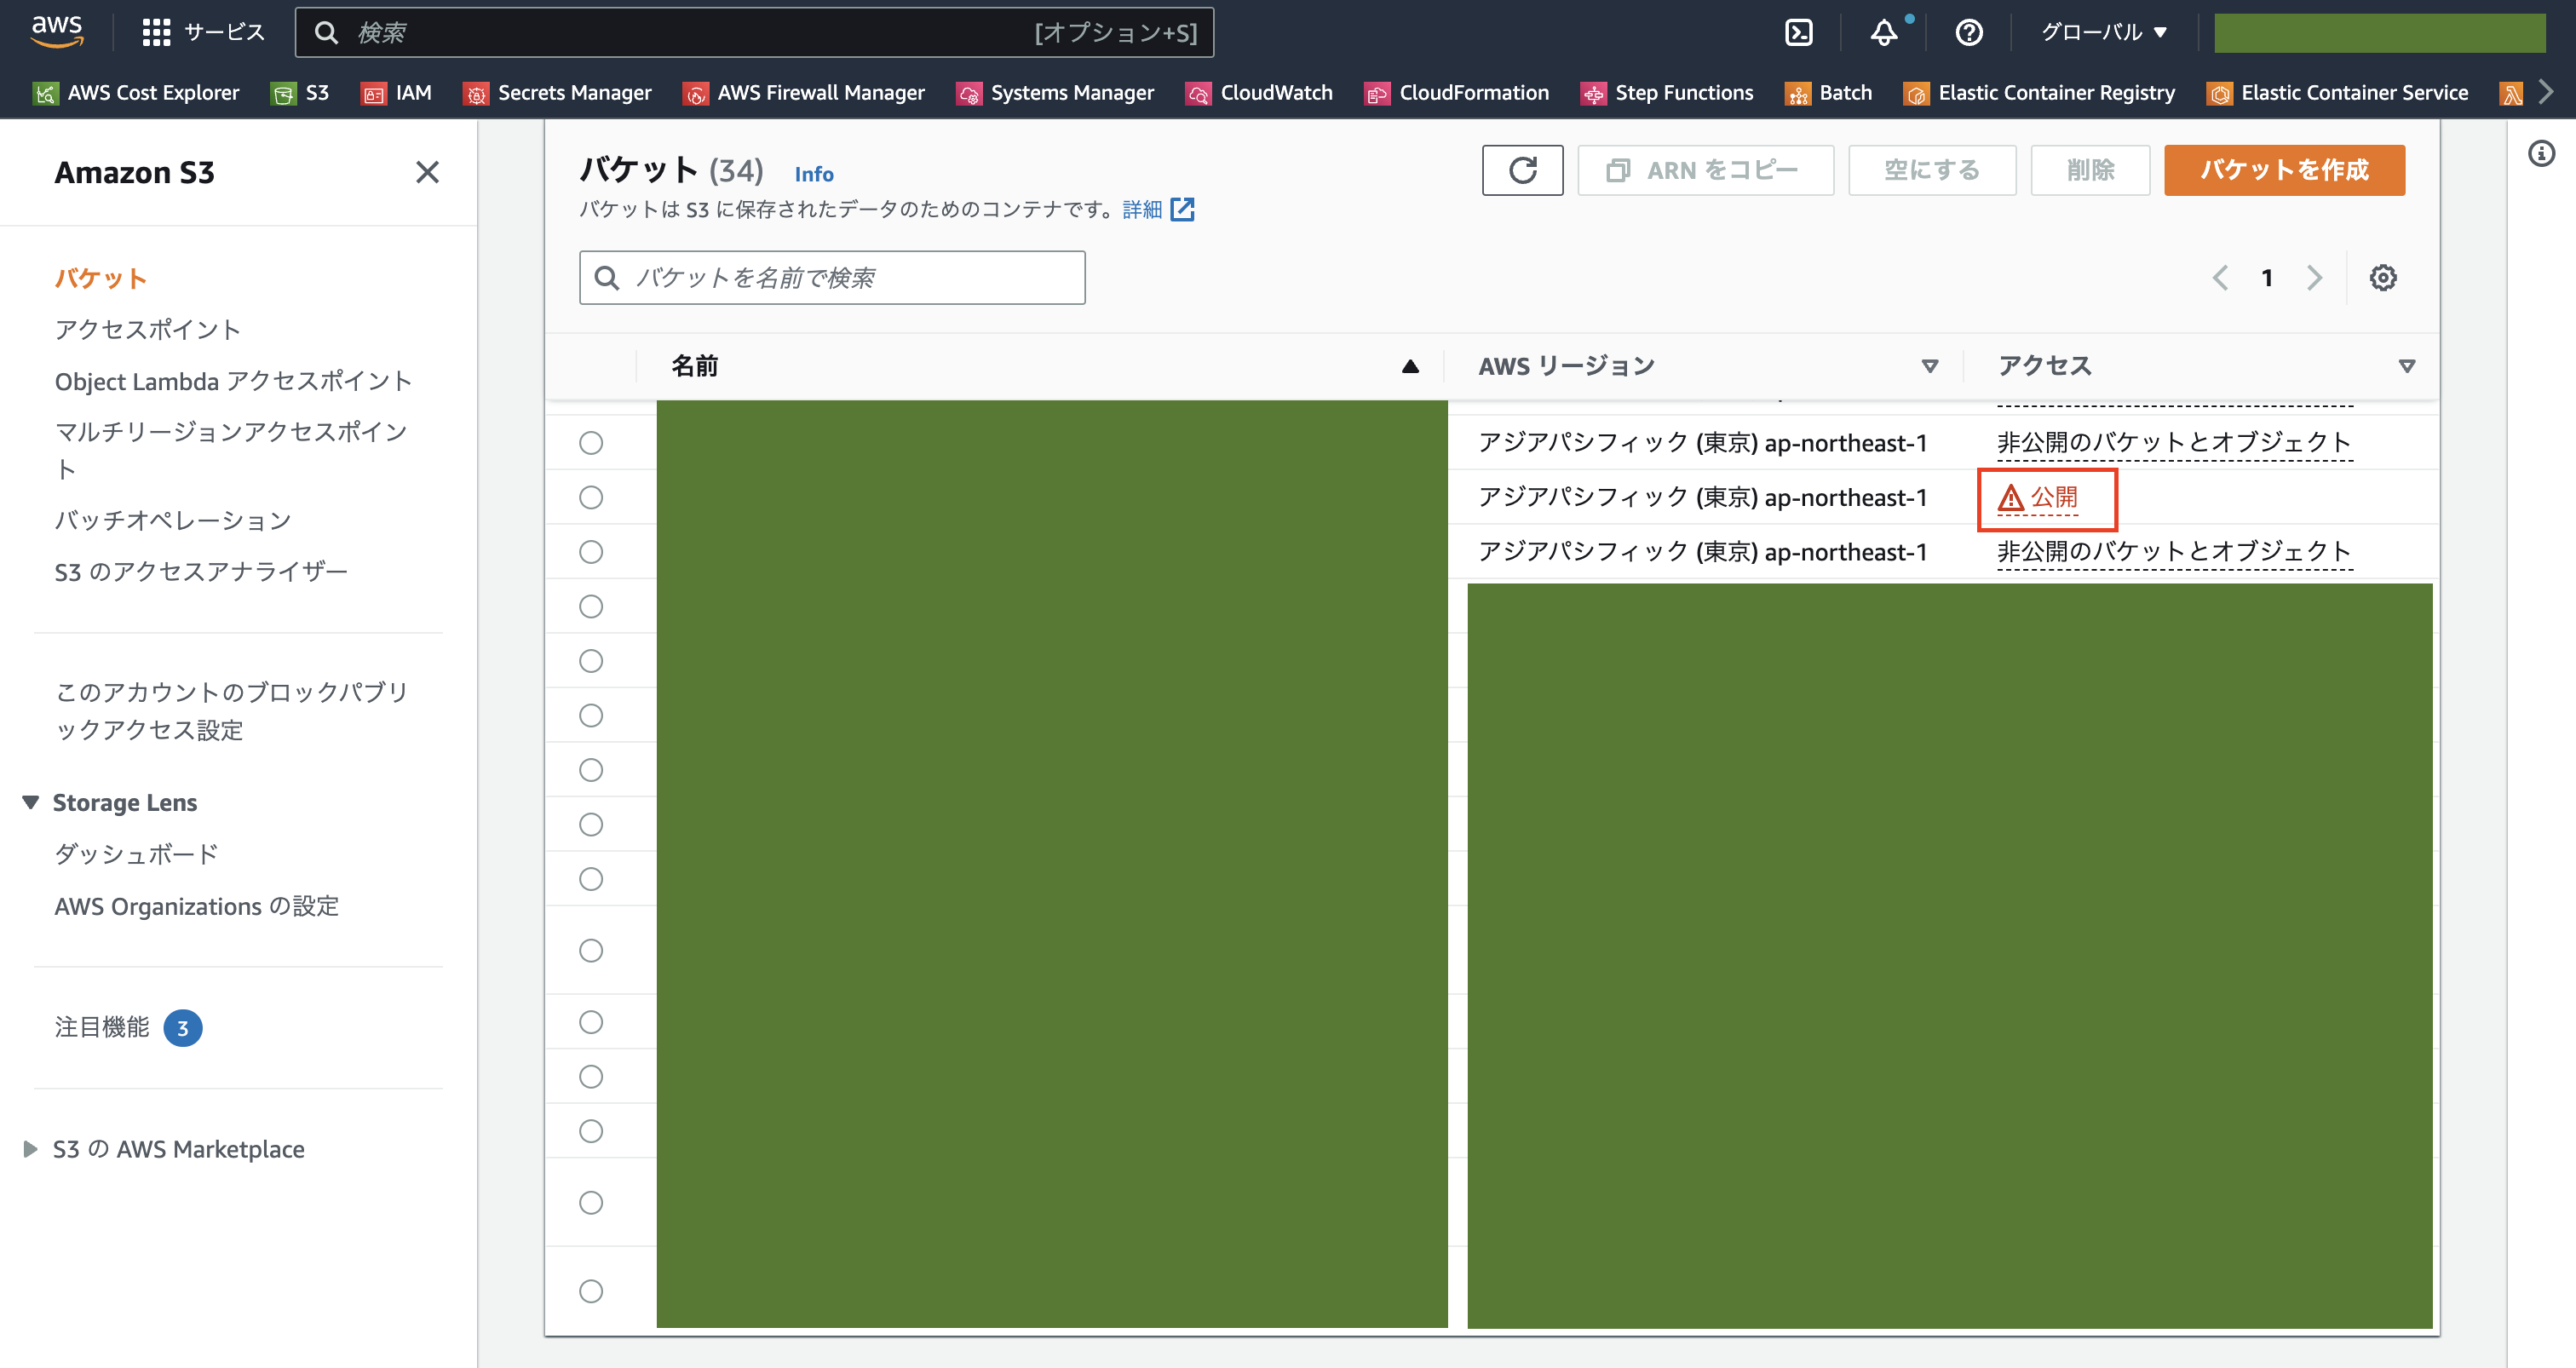 aws サービス 検索 [オプション+S] グローバル ▼
AWS Cost Explorer S3 IAM Secrets Manager AWS Firewall Manager Systems Manager CloudWatch CloudFormation Step Functions Batch Elastic Container Registry Elastic Container Service
Amazon S3
バケット
アクセスポイント
Object Lambda アクセスポイント
マルチリージョンアクセスポイン
ト
バッチオペレーション
S3 のアクセスアナライザー
このアカウントのブロックパブリ
ックアクセス設定
Storage Lens
ダッシュボード
AWS Organizations の設定
注目機能 3
S3 の AWS Marketplace
バケット (34) Info
バケットは S3 に保存されたデータのためのコンテナです。詳細
ARN をコピー 空にする 削除 バケットを作成
バケットを名前で検索
1
名前 AWS リージョン アクセス
アジアパシフィック (東京) ap-northeast-1 非公開のバケットとオブジェクト
アジアパシフィック (東京) ap-northeast-1 公開
アジアパシフィック (東京) ap-northeast-1 非公開のバケットとオブジェクト